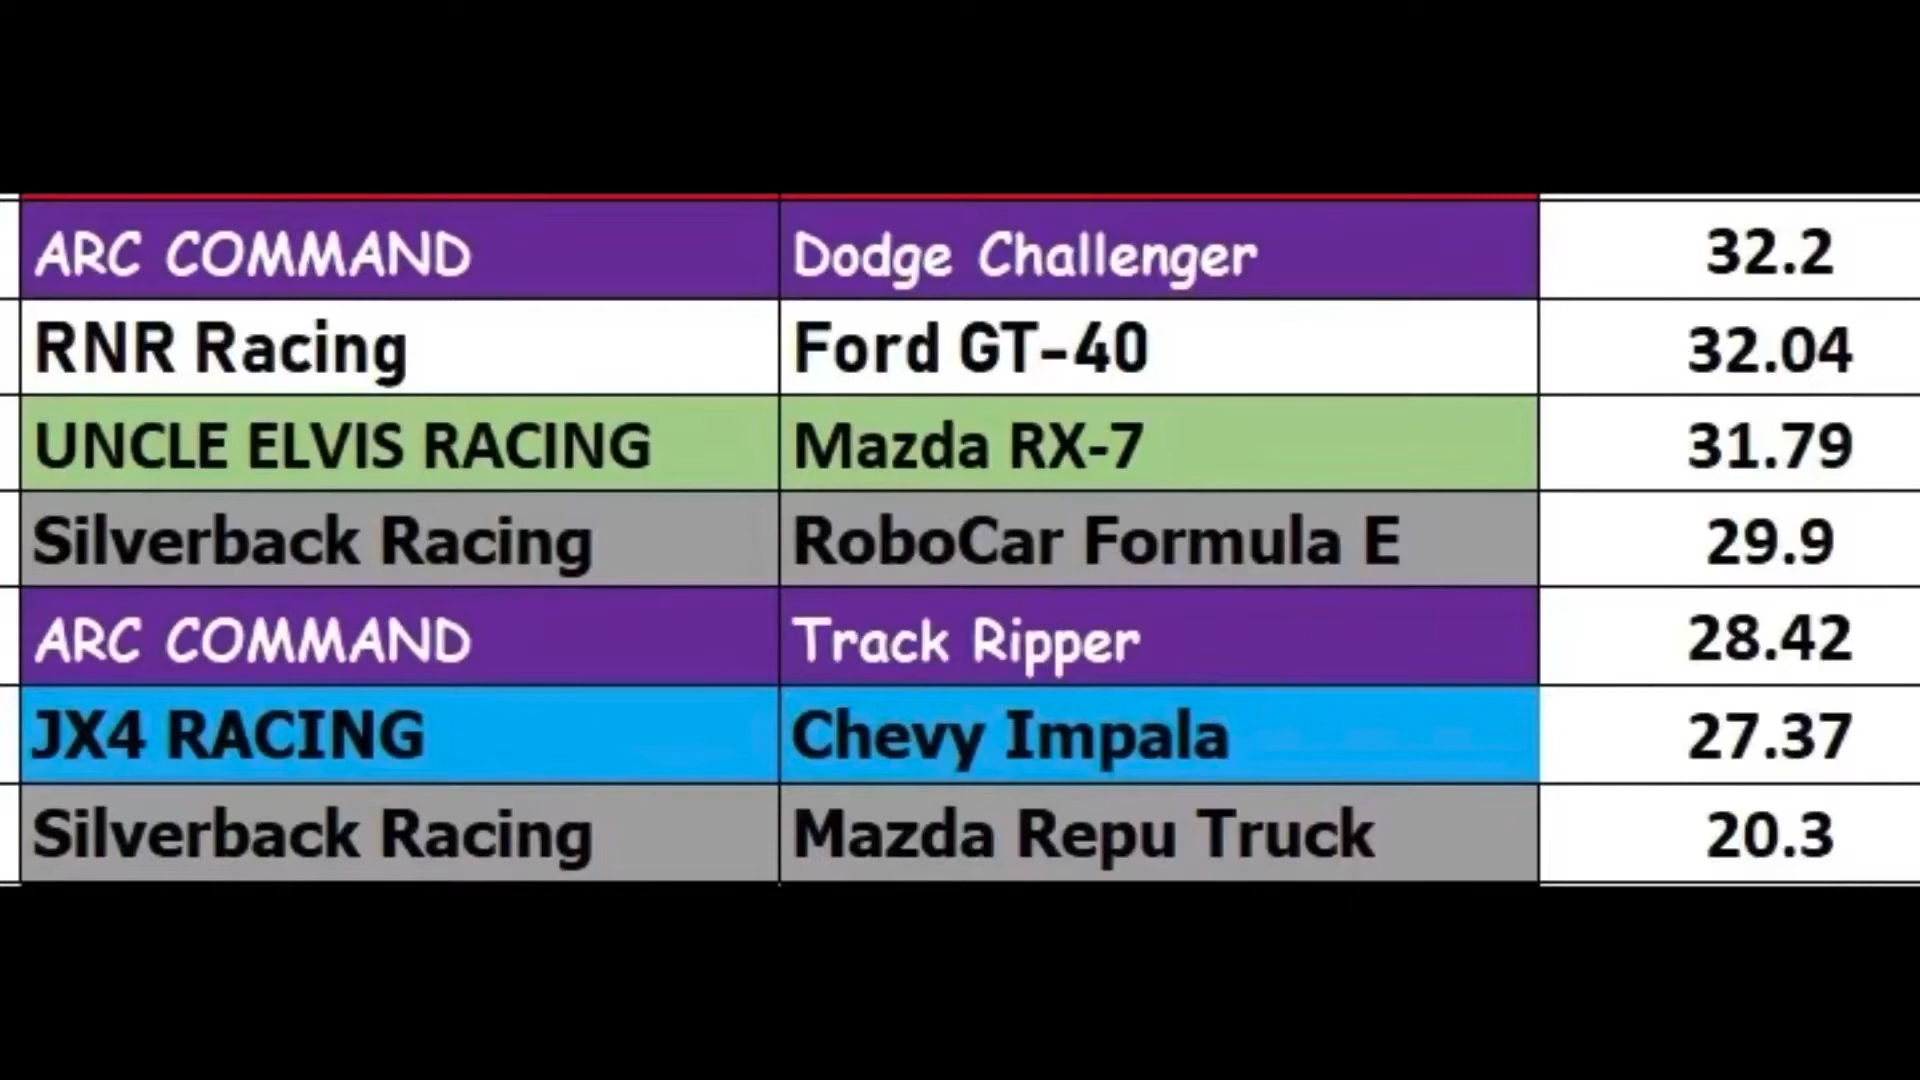 ARC COMMAND Dodge Challenger 32.2
RNR Racing Ford GT-40 32.04
UNCLE ELVIS RACING Mazda RX-7 31.79
Silverback Racing RoboCar Formula E 29.9
ARC COMMAND Track Ripper 28.42
JX4 RACING Chevy Impala 27.37
Silverback Racing Mazda Repu Truck 20.3